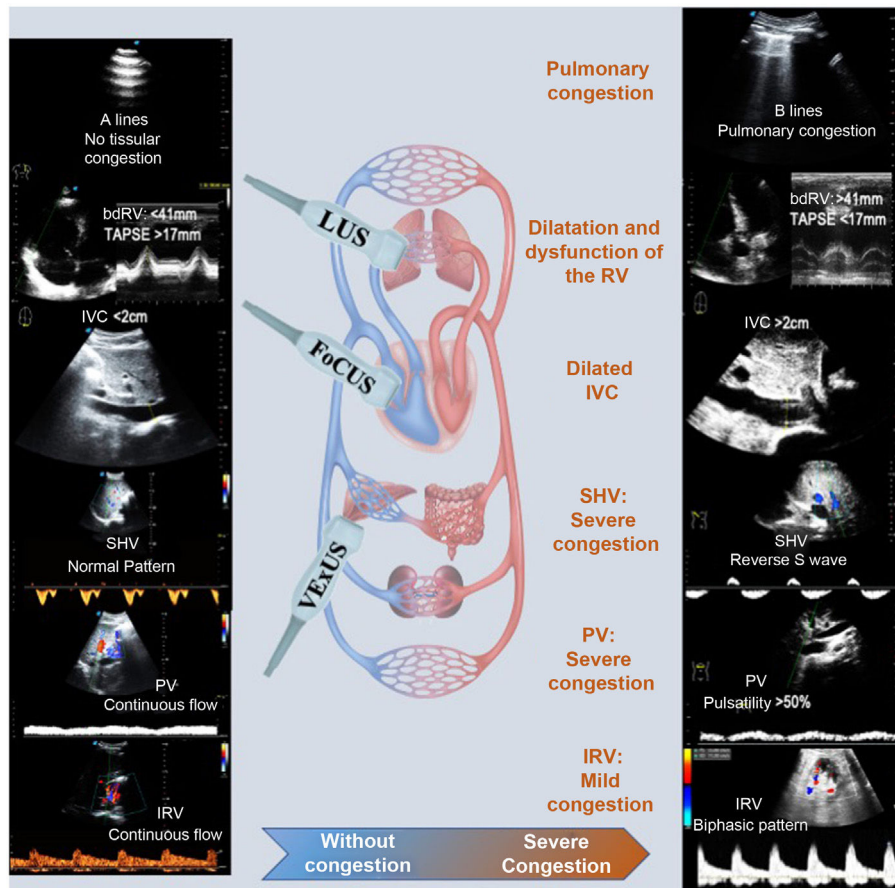 A lines
No tissular
congestion
bdRV: <41mm
TAPSE >17mm
IVC <2cm
SHV
Normal Pattern
PV
Continuous flow
IRV
Continuous flow
LUS
FoCUS
VExUS
Pulmonary
congestion
Dilatation and
dysfunction of
the RV
Dilated
IVC
SHV:
Severe
congestion
PV:
Severe
congestion
IRV:
Mild
congestion
Without
congestion
Severe
Congestion
B lines
Pulmonary congestion
bdRV: >41mm
TAPSE <17mm
IVC >2cm
SHV
Reverse S wave
PV
Pulsatility >50%
IRV
Biphasic pattern